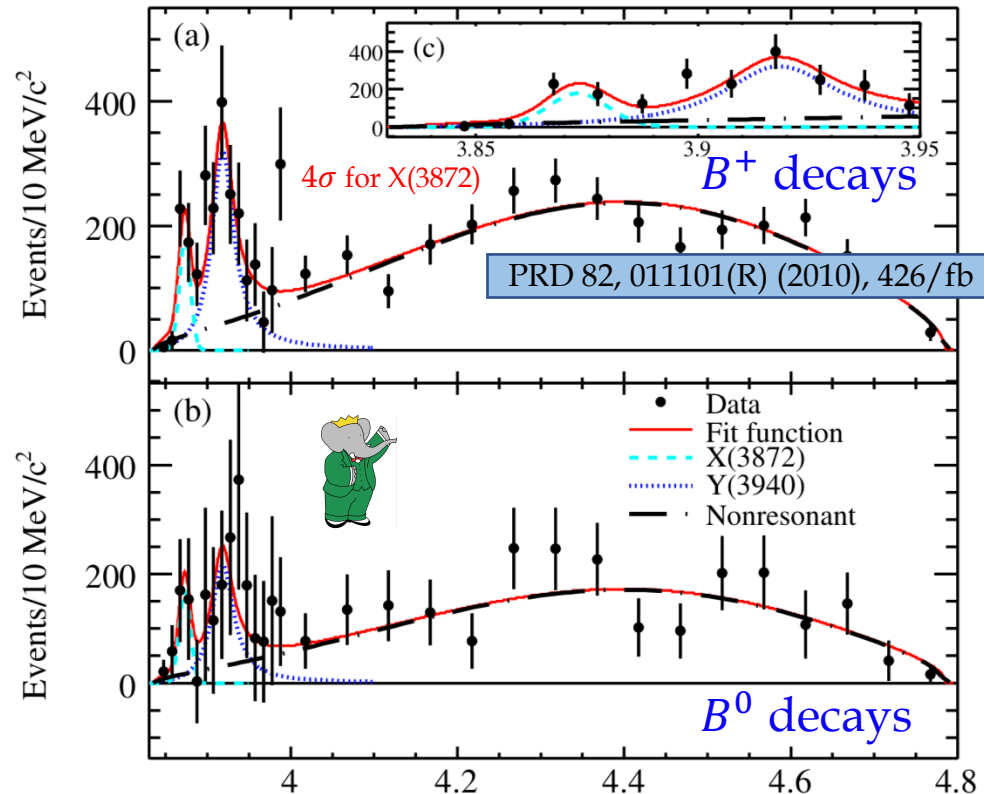 (a)
(c)
400
200
0
3.85
3.9
3.95
4σ for X(3872)
B⁺ decays
PRD 82, 011101(R) (2010), 426/fb
Events/10 MeV/c²
400
200
0
(b)
Data
Fit function
X(3872)
Y(3940)
Nonresonant
Events/10 MeV/c²
400
200
0
B⁰ decays
4
4.2
4.4
4.6
4.8